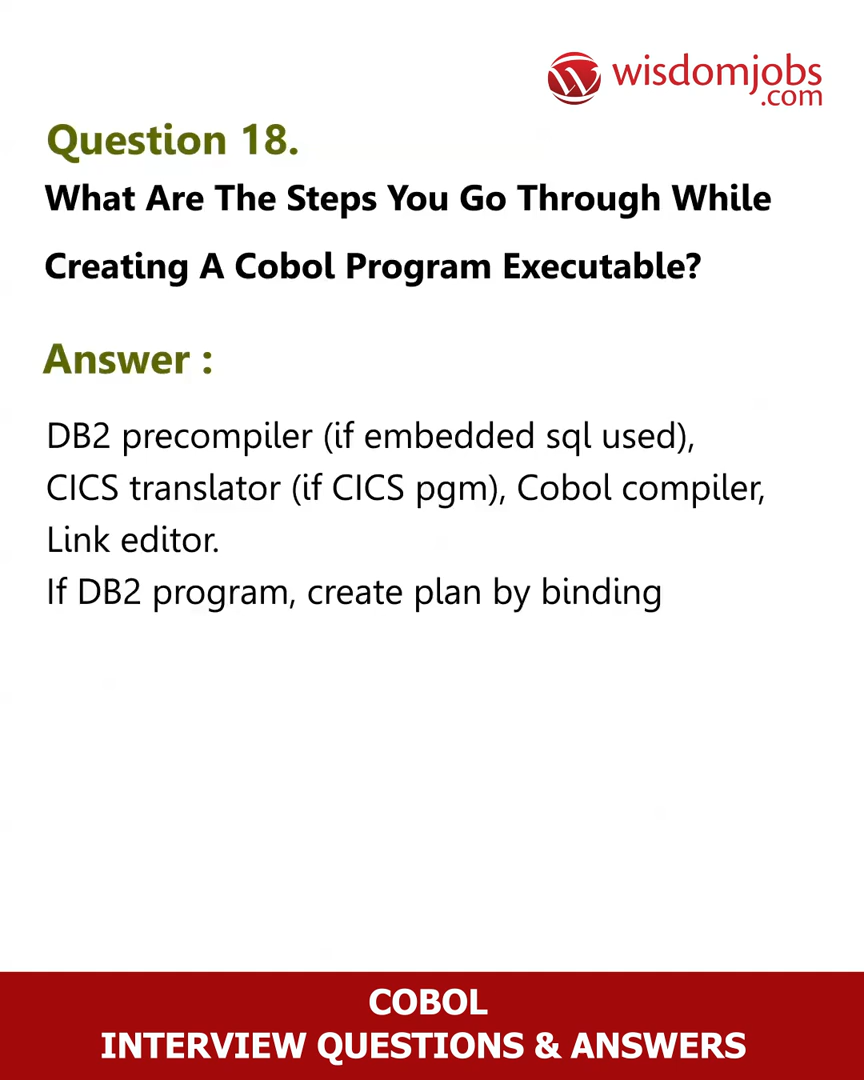 wisdomjobs
.com
Question 18.
What Are The Steps You Go Through While
Creating A Cobol Program Executable?
Answer :
DB2 precompiler (if embedded sql used),
CICS translator (if CICS pgm), Cobol compiler,
Link editor.
If DB2 program, create plan by binding
COBOL
INTERVIEW QUESTIONS & ANSWERS